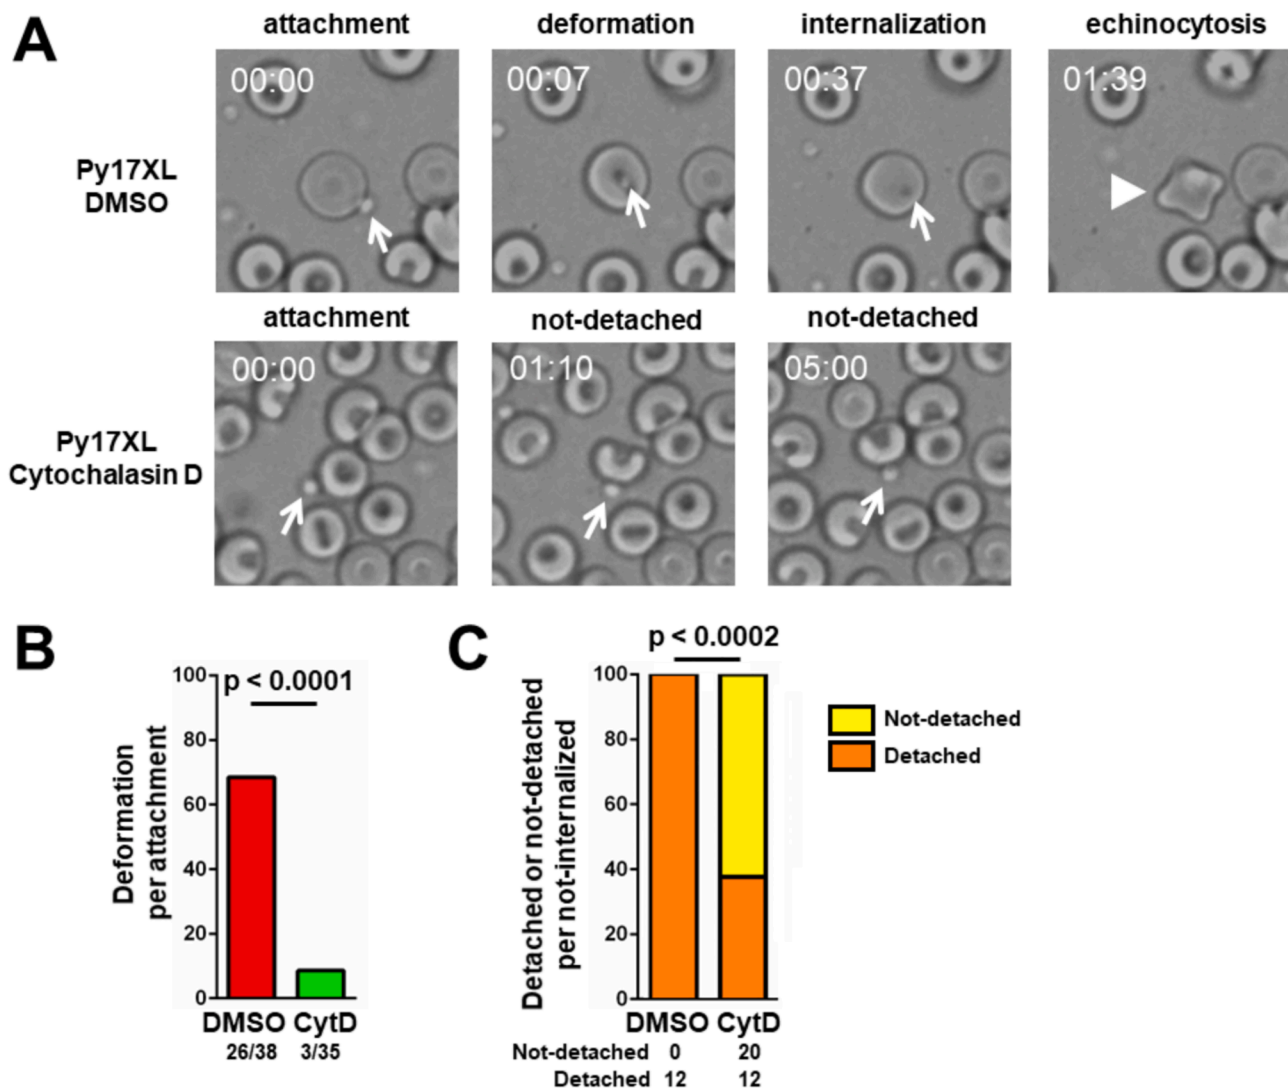 A
attachment
deformation
internalization
echinocytosis
00:00
00:07
00:37
01:39
Py17XL
DMSO
attachment
not-detached
not-detached
00:00
01:10
05:00
Py17XL
Cytochalasin D
B
p < 0.0001
Deformation
per attachment
100
80
60
40
20
0
DMSO CytD
26/38 3/35
C
p < 0.0002
Detached or not-detached
per not-internalized
100
80
60
40
20
0
Not-detached
Detached
DMSO CytD
Not-detached 0 20
Detached 12 12